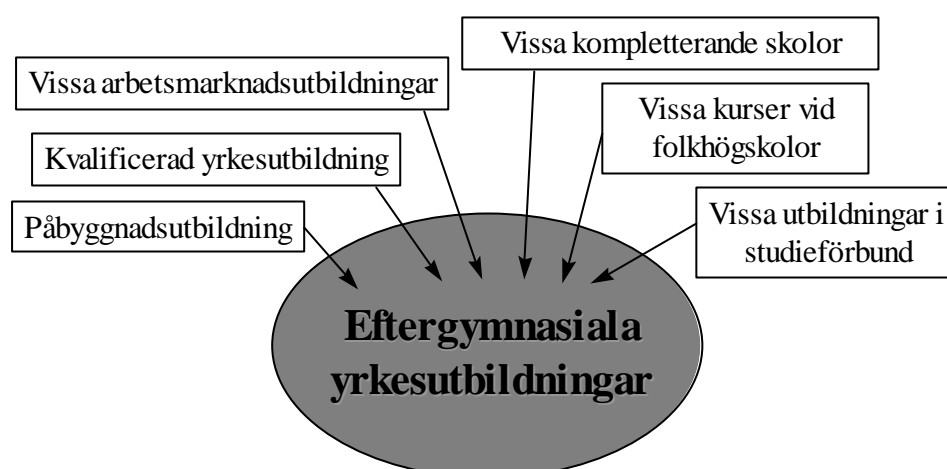 Vissa kompletterande skolor
Vissa arbetsmarknadsutbildningar
Vissa kurser vid
folkhögskolor
Kvalificerad yrkesutbildning
Vissa utbildningar i
studieförbund
Påbyggnadsutbildning
Eftergymnasiala
yrkesutbildningar